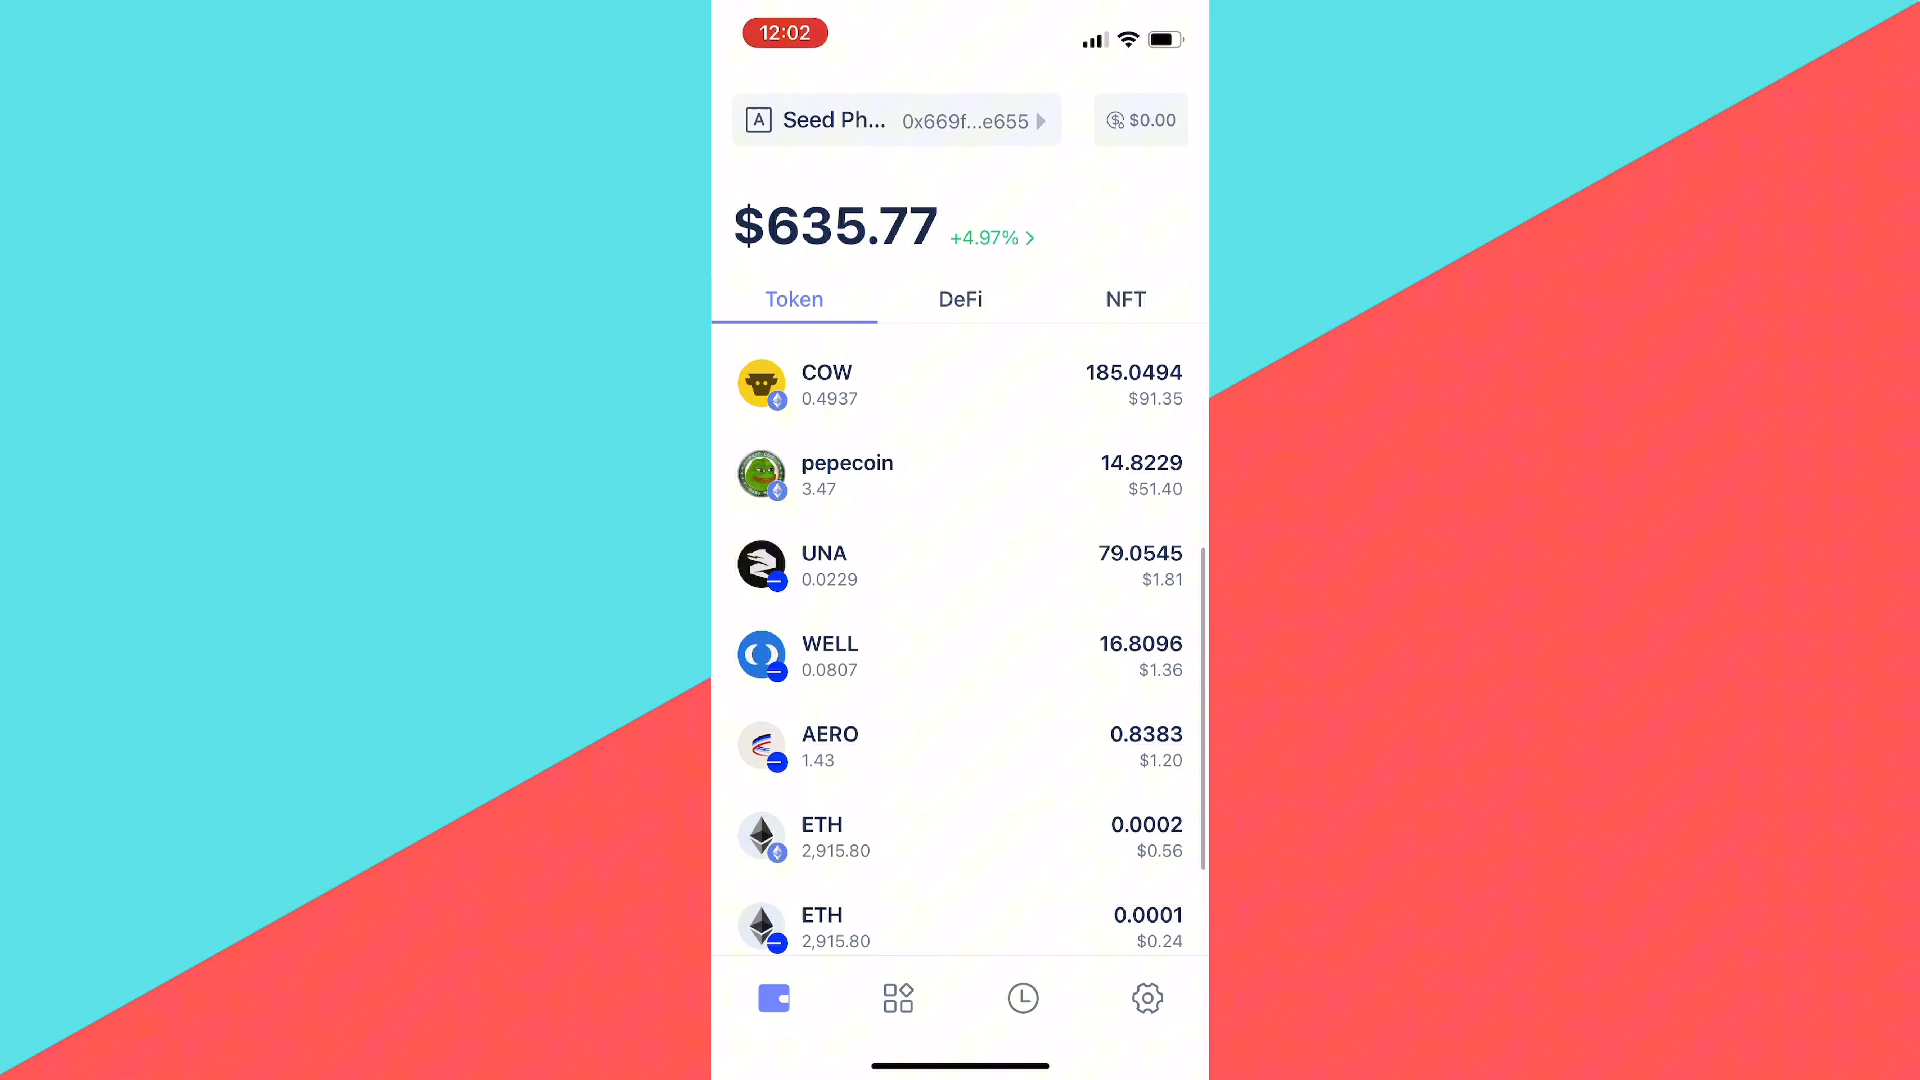 12:02
A Seed Ph... 0x669f...e655 $0.00
$635.77 +4.97%
Token DeFi NFT
COW 185.0494
0.4937 $91.35
pepecoin 14.8229
3.47 $51.40
UNA 79.0545
0.0229 $1.81
WELL 16.8096
0.0807 $1.36
AERO 0.8383
1.43 $1.20
ETH 0.0002
2,915.80 $0.56
ETH 0.0001
2,915.80 $0.24